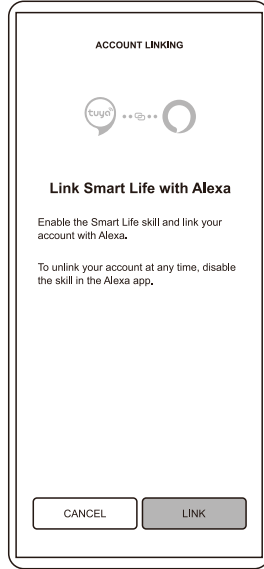 ACCOUNT LINKING
tuya
Link Smart Life with Alexa
Enable the Smart Life skill and link your
account with Alexa.
To unlink your account at any time, disable
the skill in the Alexa app.
CANCEL
LINK